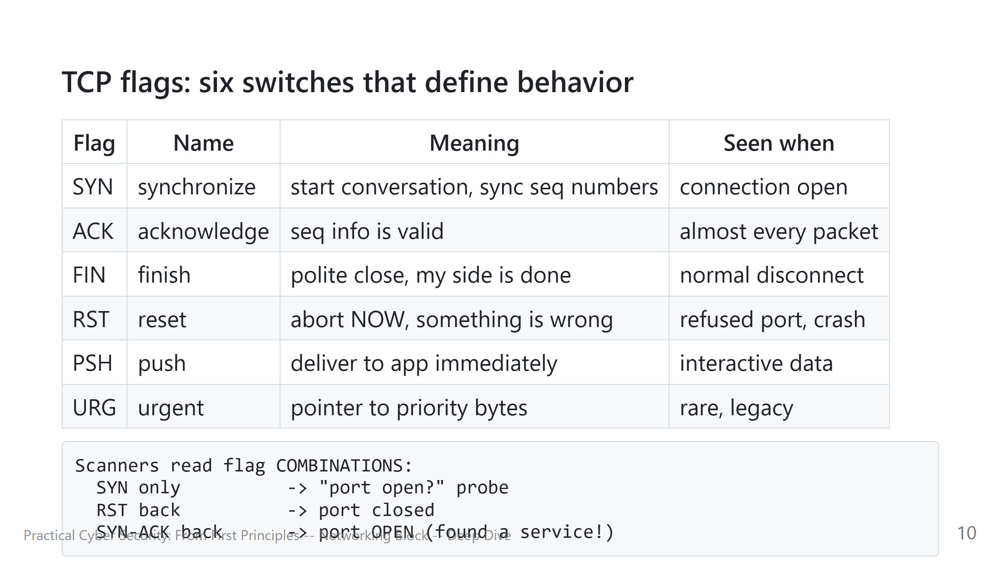 TCP flags: six switches that define behavior
Flag Name Meaning Seen when
SYN synchronize start conversation, sync seq numbers connection open
ACK acknowledge seq info is valid almost every packet
FIN finish polite close, my side is done normal disconnect
RST reset abort NOW, something is wrong refused port, crash
PSH push deliver to app immediately interactive data
URG urgent pointer to priority bytes rare, legacy
Scanners read flag COMBINATIONS:
SYN only -> "port open?" probe
RST back -> port closed
SYN-ACK back -> port OPEN (found a service!)
Practical Cyber Security: From First Principles -- Networking Block -- Deep Dive
10